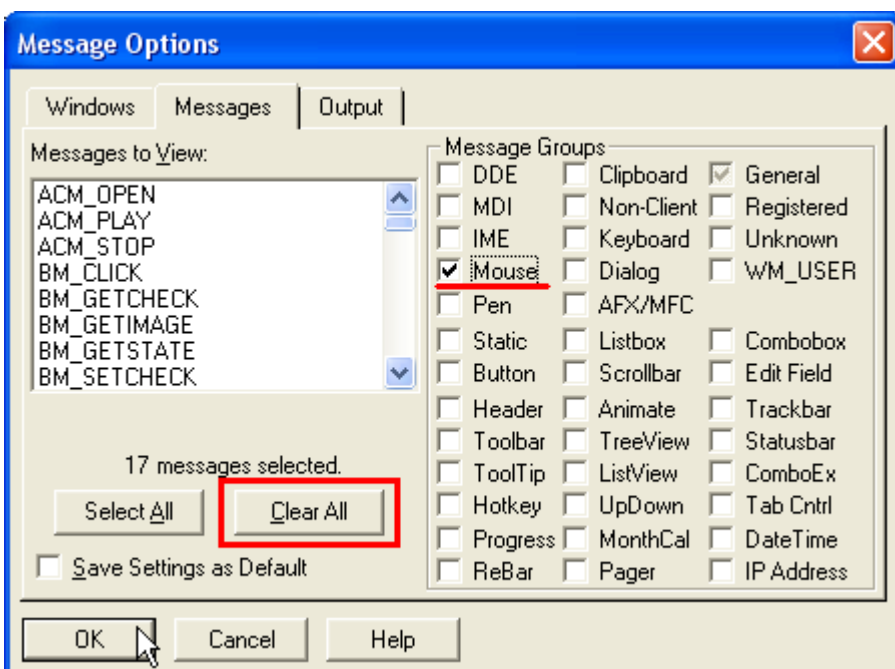 Message Options
Windows Messages Output
Messages to View:
ACM_OPEN
ACM_PLAY
ACM_STOP
BM_CLICK
BM_GETCHECK
BM_GETIMAGE
BM_GETSTATE
BM_SETCHECK
17 messages selected.
Select All Clear All
Save Settings as Default
Message Groups
DDE Clipboard General
MDI Non-Client Registered
IME Keyboard Unknown
Mouse Dialog WM_USER
Pen AFX/MFC
Static Listbox Combobox
Button Scrollbar Edit Field
Header Animate Trackbar
Toolbar TreeView Statusbar
ToolTip ListView ComboEx
Hotkey UpDown Tab Cntrl
Progress MonthCal DateTime
ReBar Pager IP Address
OK Cancel Help